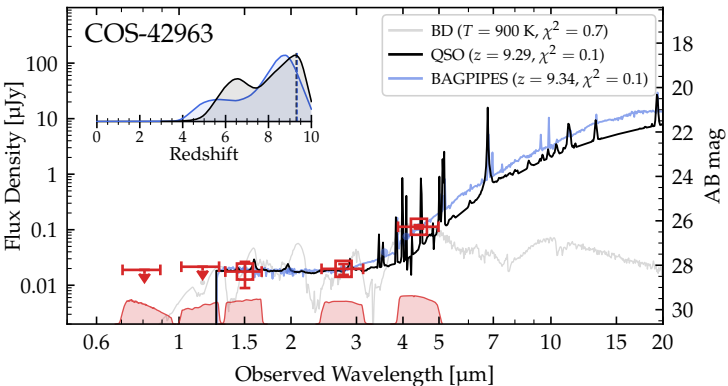 COS-42963
BD (T = 900 K, χ² = 0.7)
QSO (z = 9.29, χ² = 0.1)
BAGPIPES (z = 9.34, χ² = 0.1)
0 2 4 6 8 10
Redshift
100
10
1
0.1
0.01
Flux Density [μJy]
18
20
22
24
26
28
30
AB mag
0.6 1 1.5 2 3 4 5 7 10 15 20
Observed Wavelength [μm]